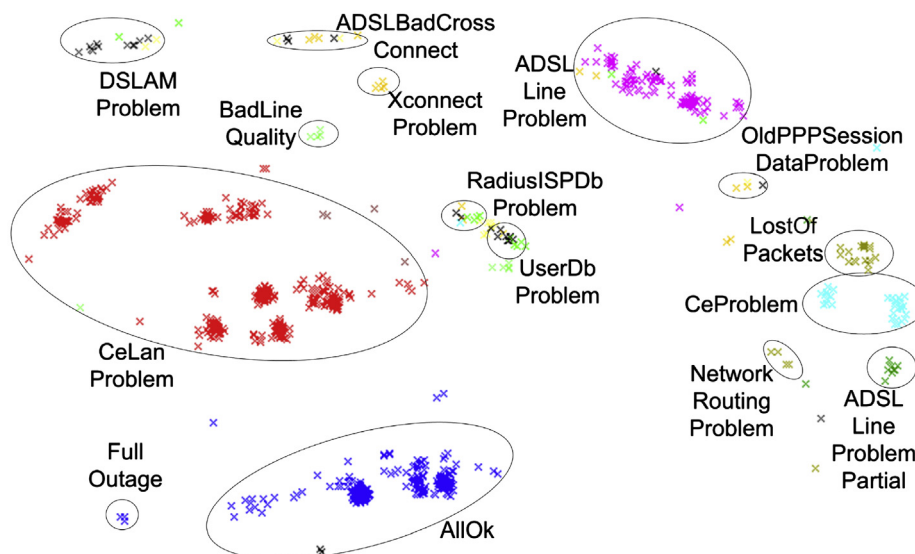 ADSLBadCross
Connect
DSLAM
Problem
Xconnect
Problem
BadLine
Quality
ADSL
Line
Problem
OldPPPSession
DataProblem
RadiusISPDb
Problem
UserDb
Problem
LostOf
Packets
CeProblem
CeLan
Problem
Network
Routing
Problem
ADSL
Line
Problem
Partial
Full
Outage
AllOk